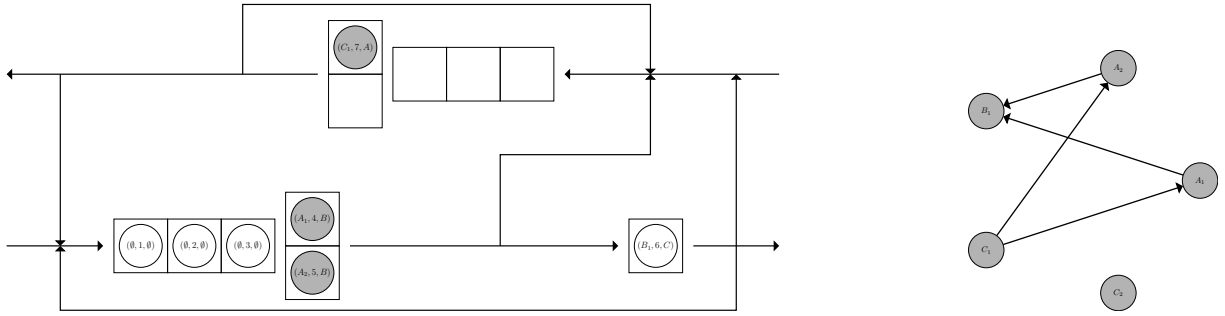 (C₁, 7, A)
(∅, 1, ∅) (∅, 2, ∅) (∅, 3, ∅)
(A₁, 4, B)
(A₂, 5, B)
(B₁, 6, C)
A₂
B₁
A₁
C₁
C₂